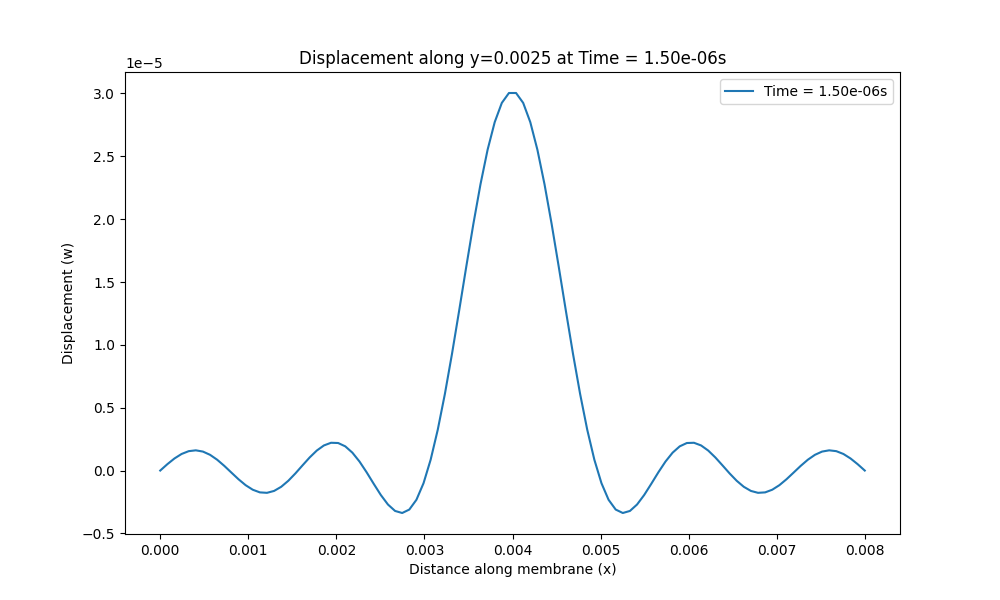 Displacement along y=0.0025 at Time = 1.50e-06s
1e−5
Time = 1.50e-06s
3.0
2.5
2.0
1.5
1.0
0.5
0.0
−0.5
Displacement (w)
0.000 0.001 0.002 0.003 0.004 0.005 0.006 0.007 0.008
Distance along membrane (x)